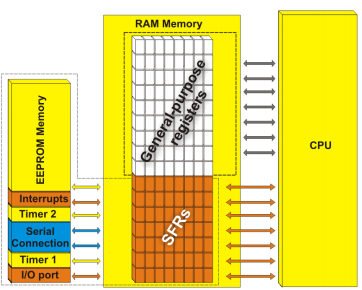 RAM Memory
General-purpose
registers
SFRs
EEPROM Memory
Interrupts
Timer 2
Serial
Connection
Timer 1
I/O port
CPU